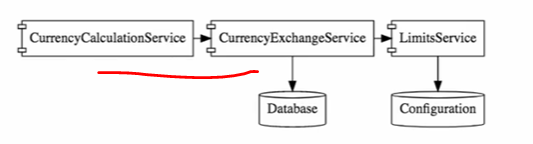 CurrencyCalculationService
CurrencyExchangeService
LimitsService
Database
Configuration